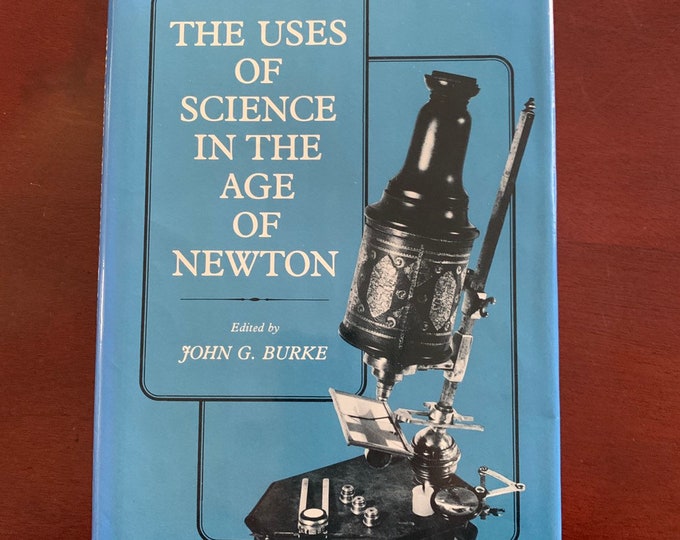 THE USES
OF
SCIENCE
IN THE
AGE
OF
NEWTON
Edited by
JOHN G. BURKE